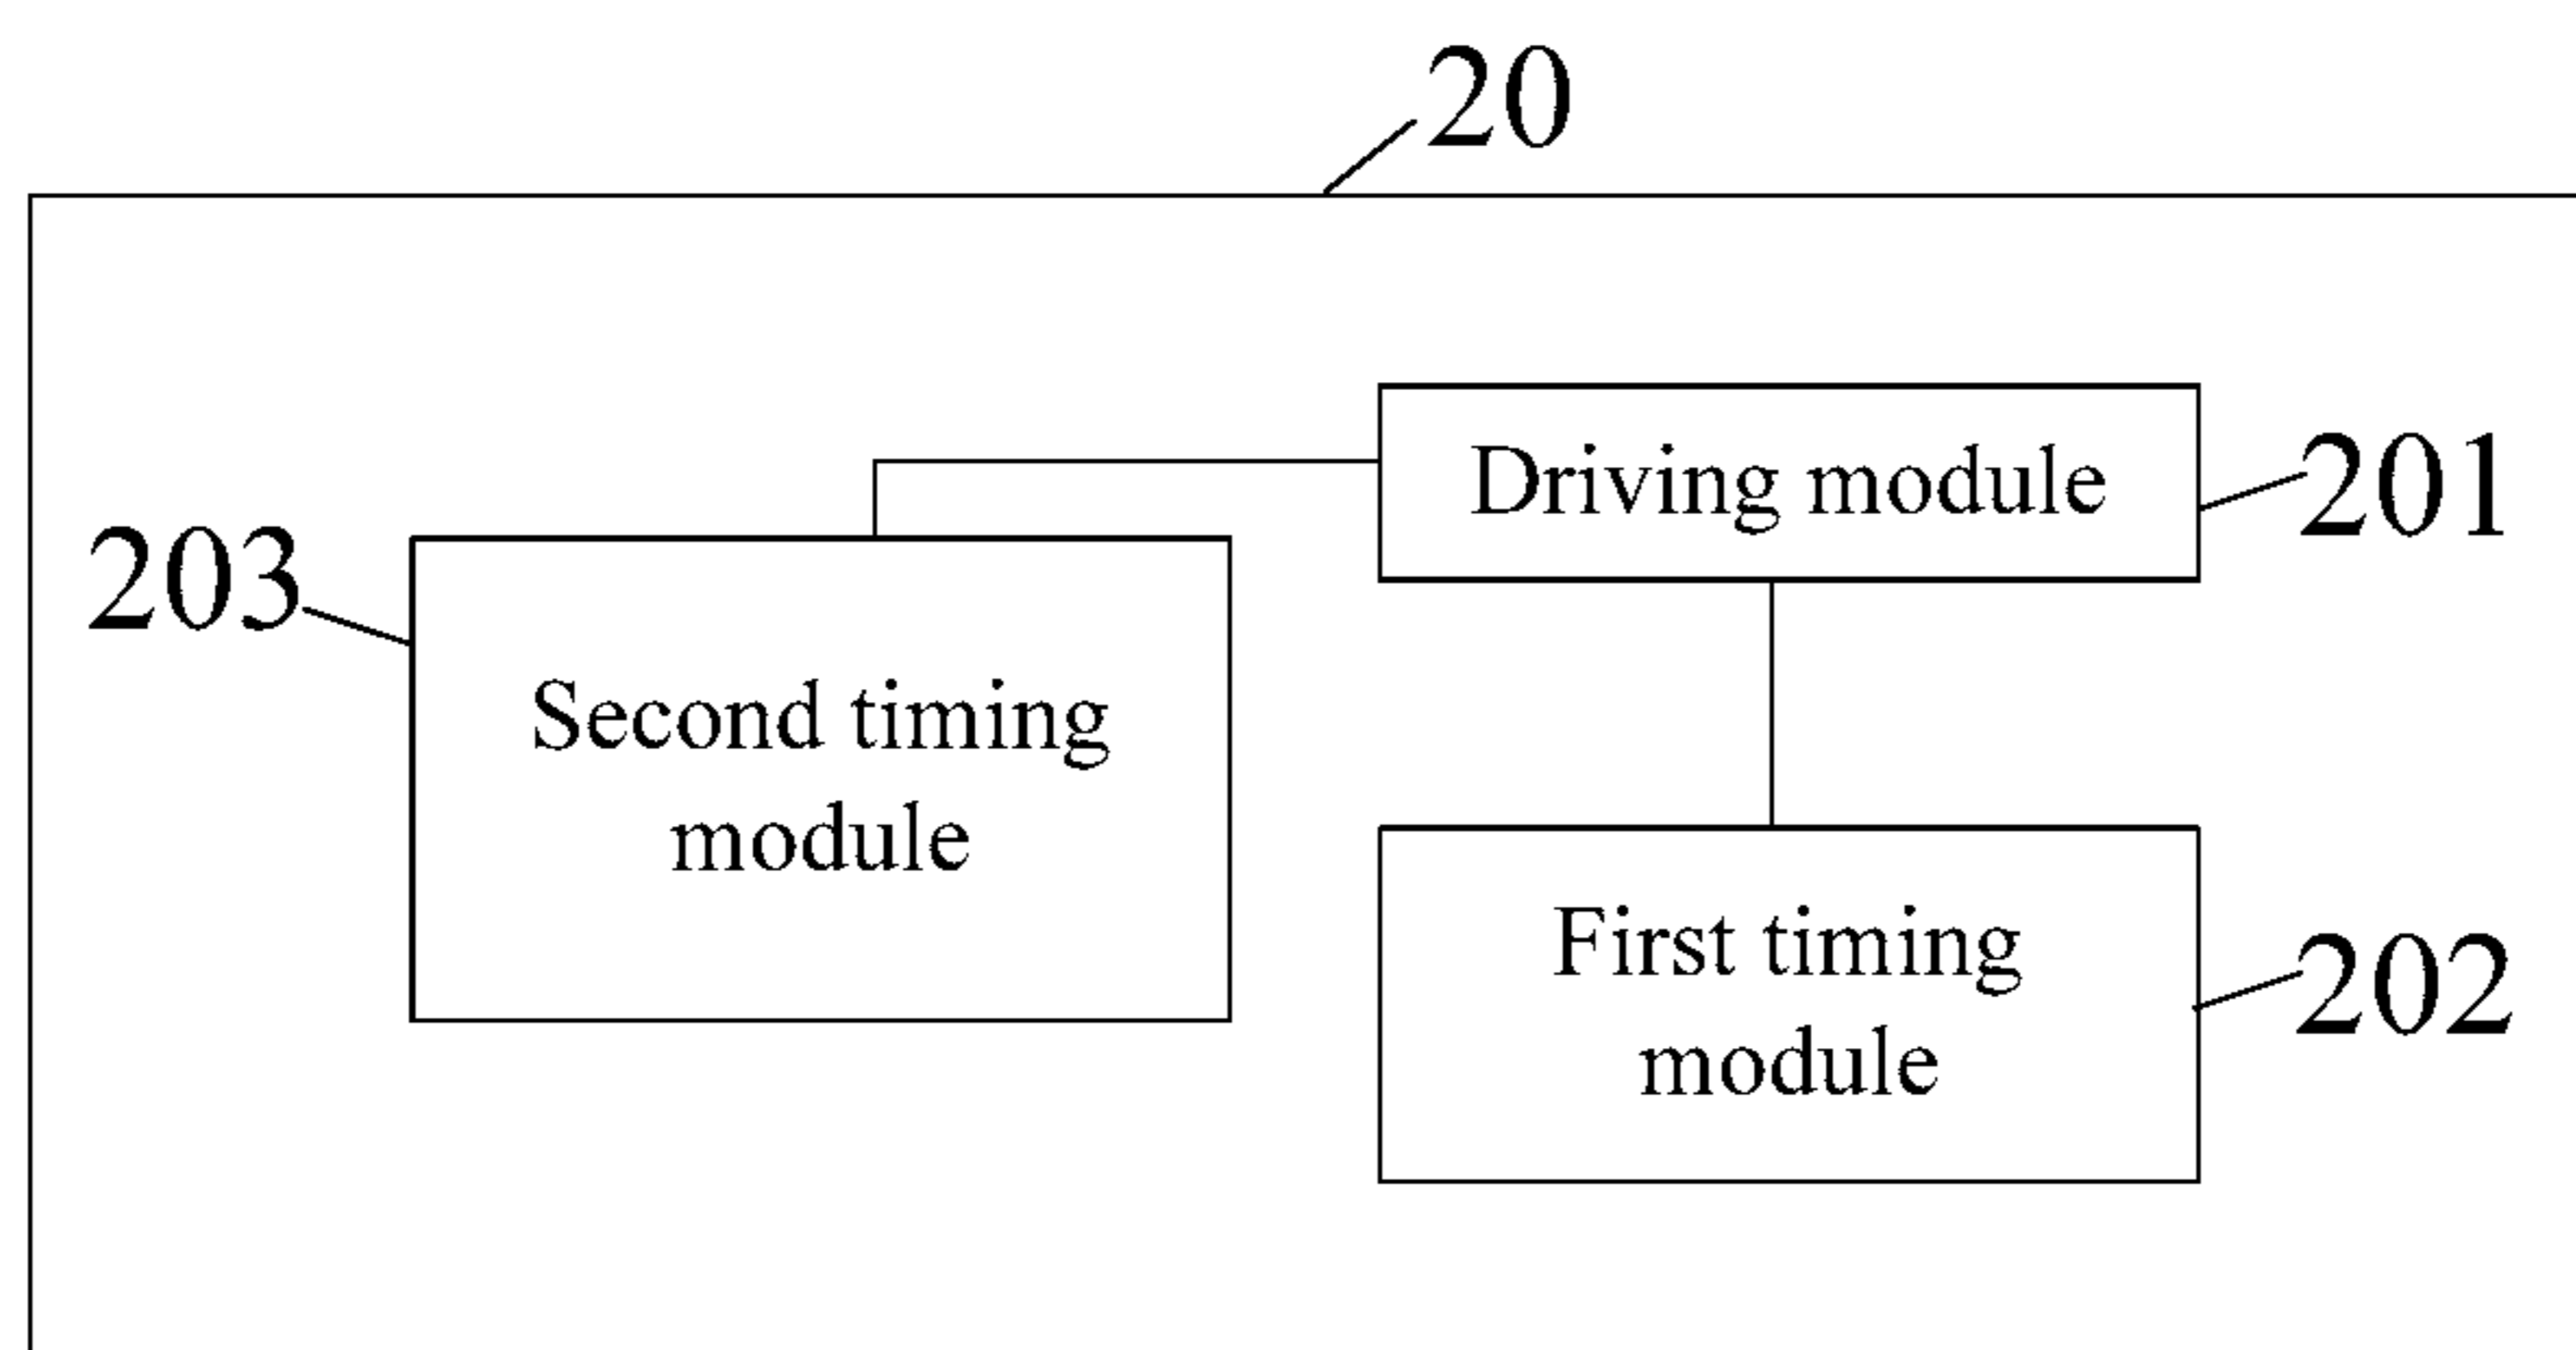 20
Driving module
201
203
Second timing
module
First timing
module
202